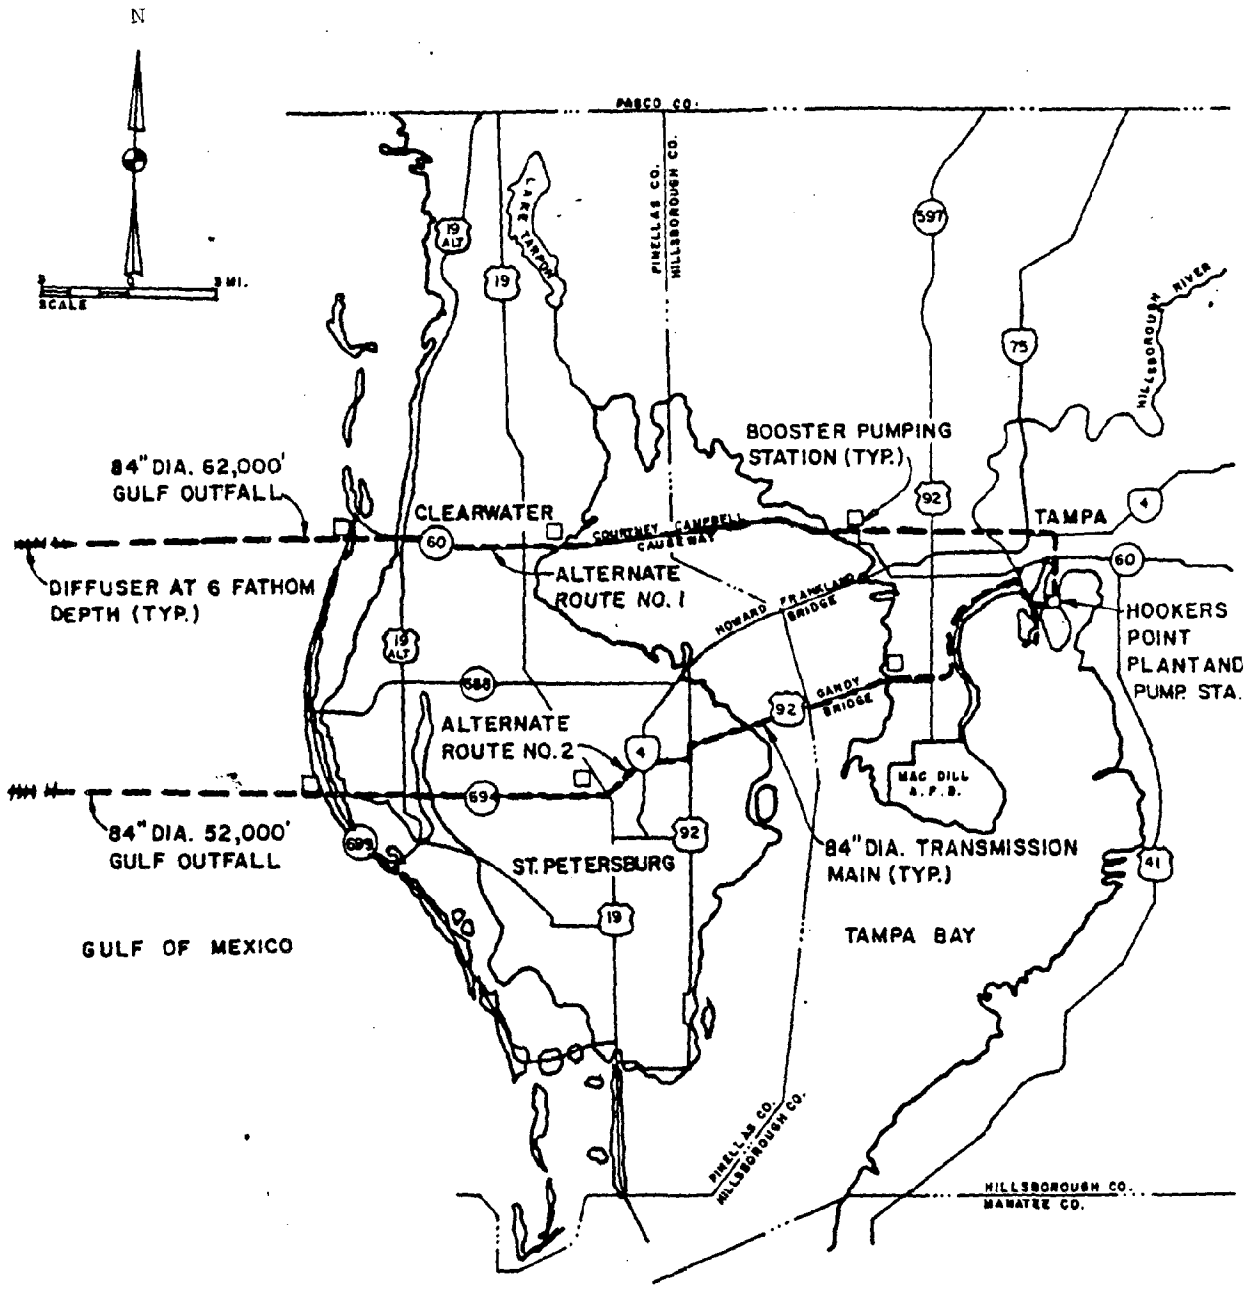 N
PASCO CO.
3 0 3 MI.
SCALE
19
ALT
19
LAKE TARPON
PINELLAS CO.
HILLSBOROUGH CO.
597
75
HILLSBOROUGH RIVER
BOOSTER PUMPING
STATION (TYP.)
84" DIA. 62,000'
GULF OUTFALL
CLEARWATER
COURTNEY CAMPBELL
CAUSEWAY
92
TAMPA
4
60
60
DIFFUSER AT 6 FATHOM
DEPTH (TYP.)
ALTERNATE
ROUTE NO. 1
HOWARD FRANKLAND
BRIDGE
HOOKERS
POINT
PLANT AND
PUMP. STA.
19
ALT
688
GANDY
BRIDGE
92
ALTERNATE
ROUTE NO. 2
4
MAC DILL
A.F.B.
69
84" DIA. 52,000'
GULF OUTFALL
699
92
84" DIA. TRANSMISSION
MAIN (TYP.)
41
ST. PETERSBURG
19
GULF OF MEXICO
TAMPA BAY
PINELLAS CO.
HILLSBOROUGH CO.
HILLSBOROUGH CO.
MANATEE CO.